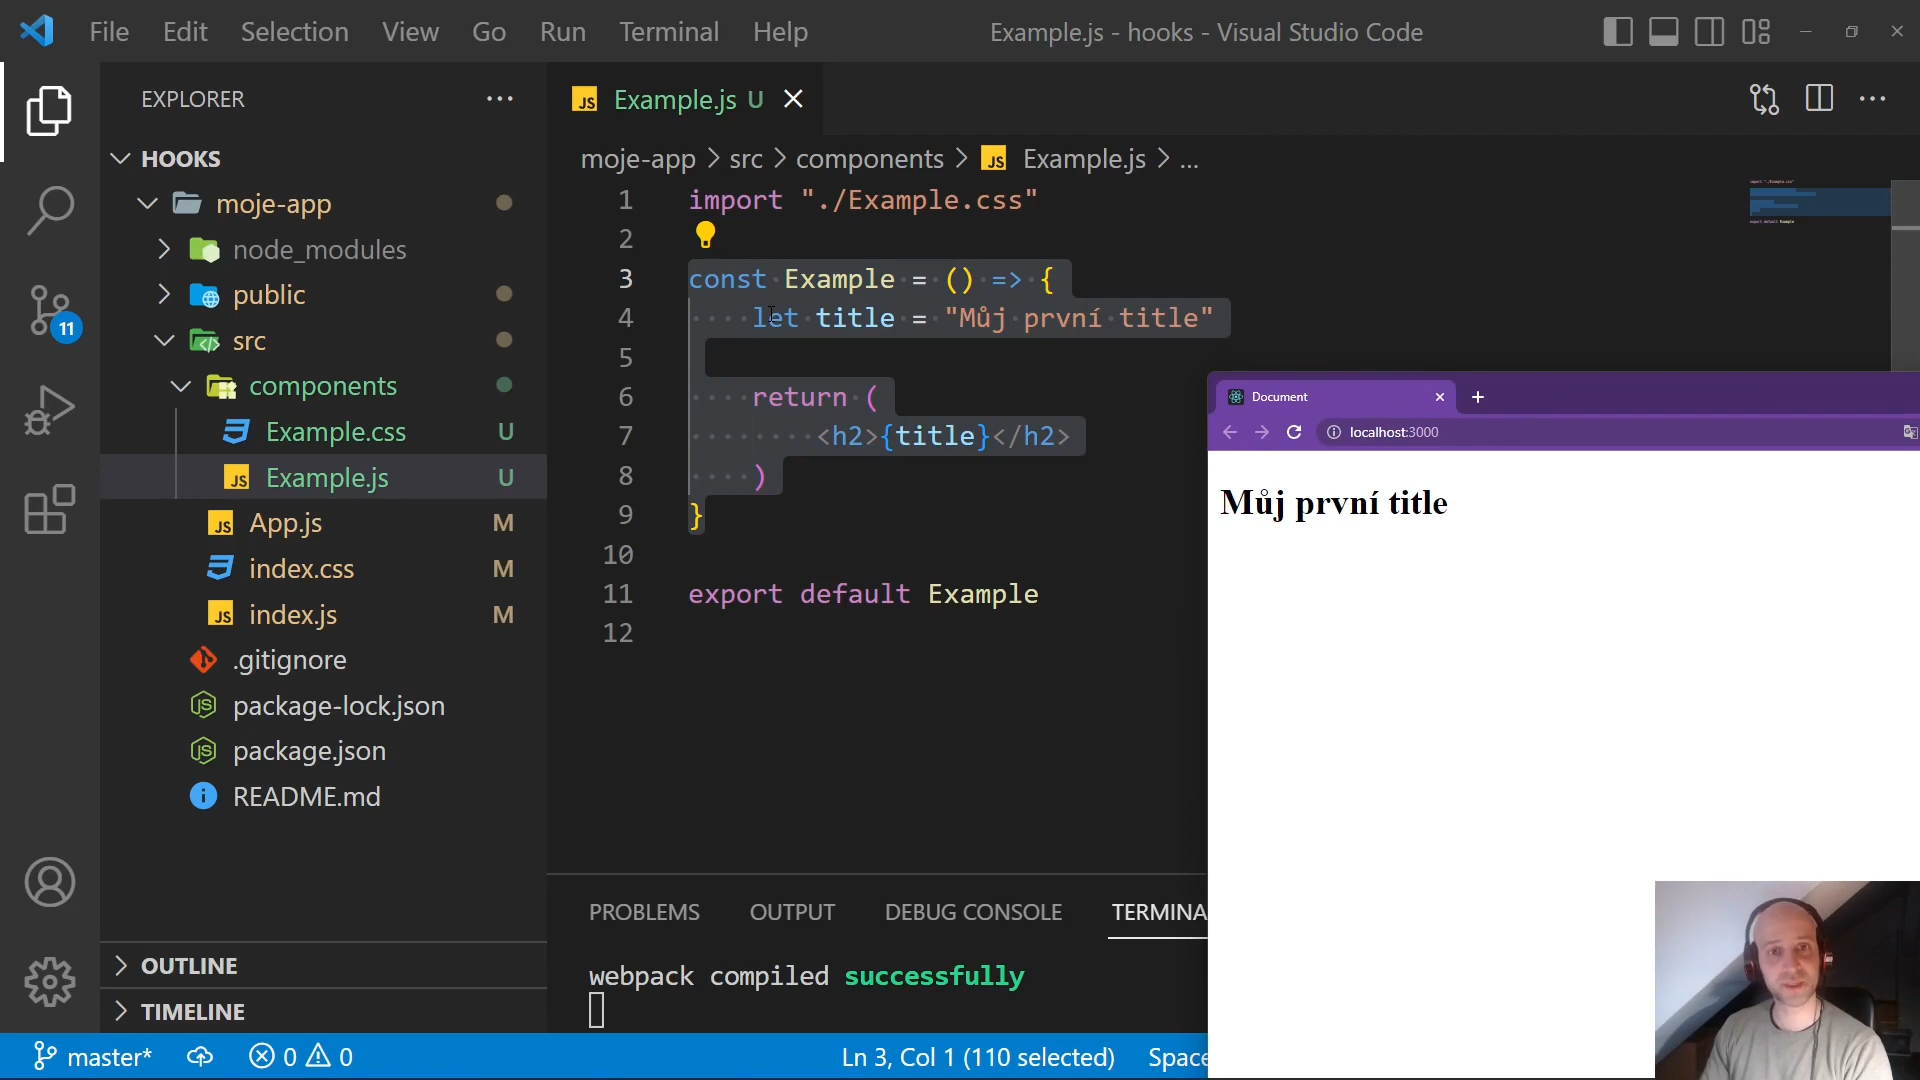 File Edit Selection View Go Run Terminal Help
Example.js - hooks - Visual Studio Code
EXPLORER
HOOKS
moje-app
node_modules
public
src
components
Example.css U
Example.js U
App.js M
index.css M
index.js M
.gitignore
package-lock.json
package.json
README.md
OUTLINE
TIMELINE
11
Example.js U
moje-app > src > components > Example.js > ...
1 import "./Example.css"
2
3 const Example = () => {
4 let title = "Můj první title"
5
6 return (
7 <h2>{title}</h2>
8 )
9 }
10
11 export default Example
12
PROBLEMS OUTPUT DEBUG CONSOLE TERMINA
webpack compiled successfully
Document
localhost:3000
Můj první title
master* 0 0 Ln 3, Col 1 (110 selected) Space